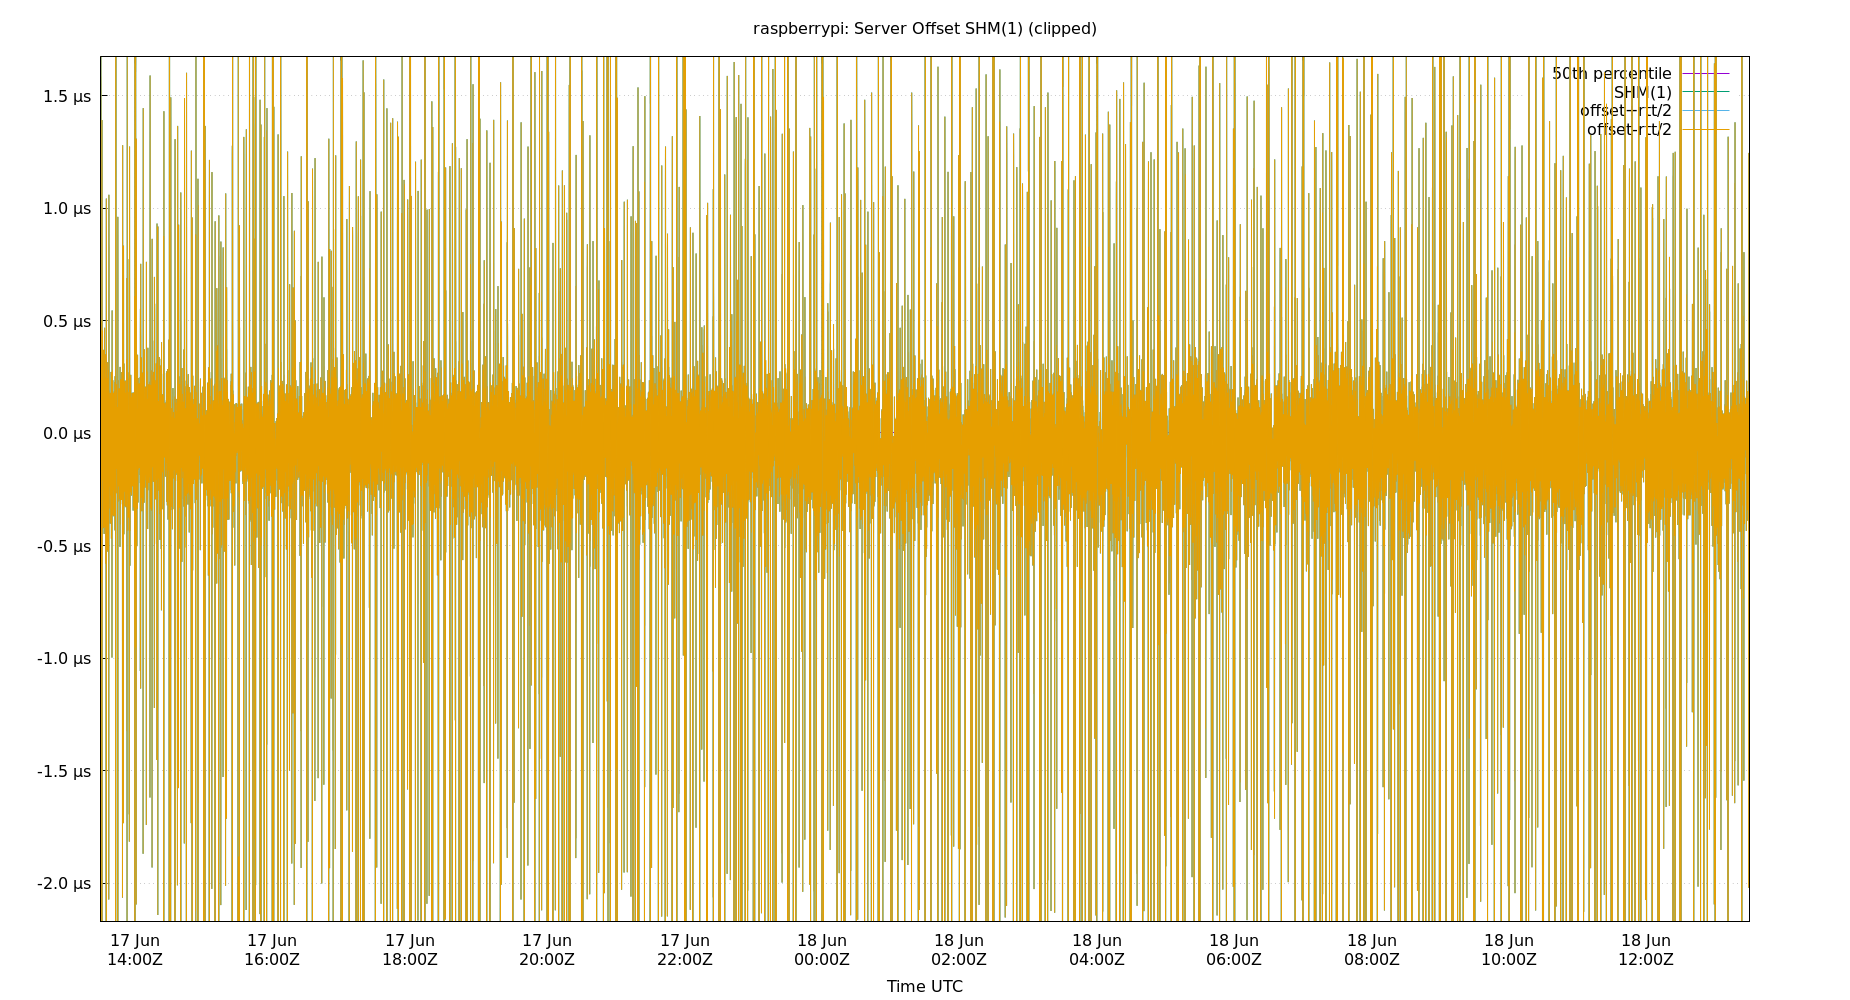 raspberrypi: Server Offset SHM(1) (clipped)
50th percentile
SHM(1)
offset+rtt/2
offset-rtt/2
1.5 µs
1.0 µs
0.5 µs
0.0 µs
-0.5 µs
-1.0 µs
-1.5 µs
-2.0 µs
17 Jun 17 Jun 17 Jun 17 Jun 17 Jun 18 Jun 18 Jun 18 Jun 18 Jun 18 Jun 18 Jun 18 Jun
14:00Z 16:00Z 18:00Z 20:00Z 22:00Z 00:00Z 02:00Z 04:00Z 06:00Z 08:00Z 10:00Z 12:00Z
Time UTC